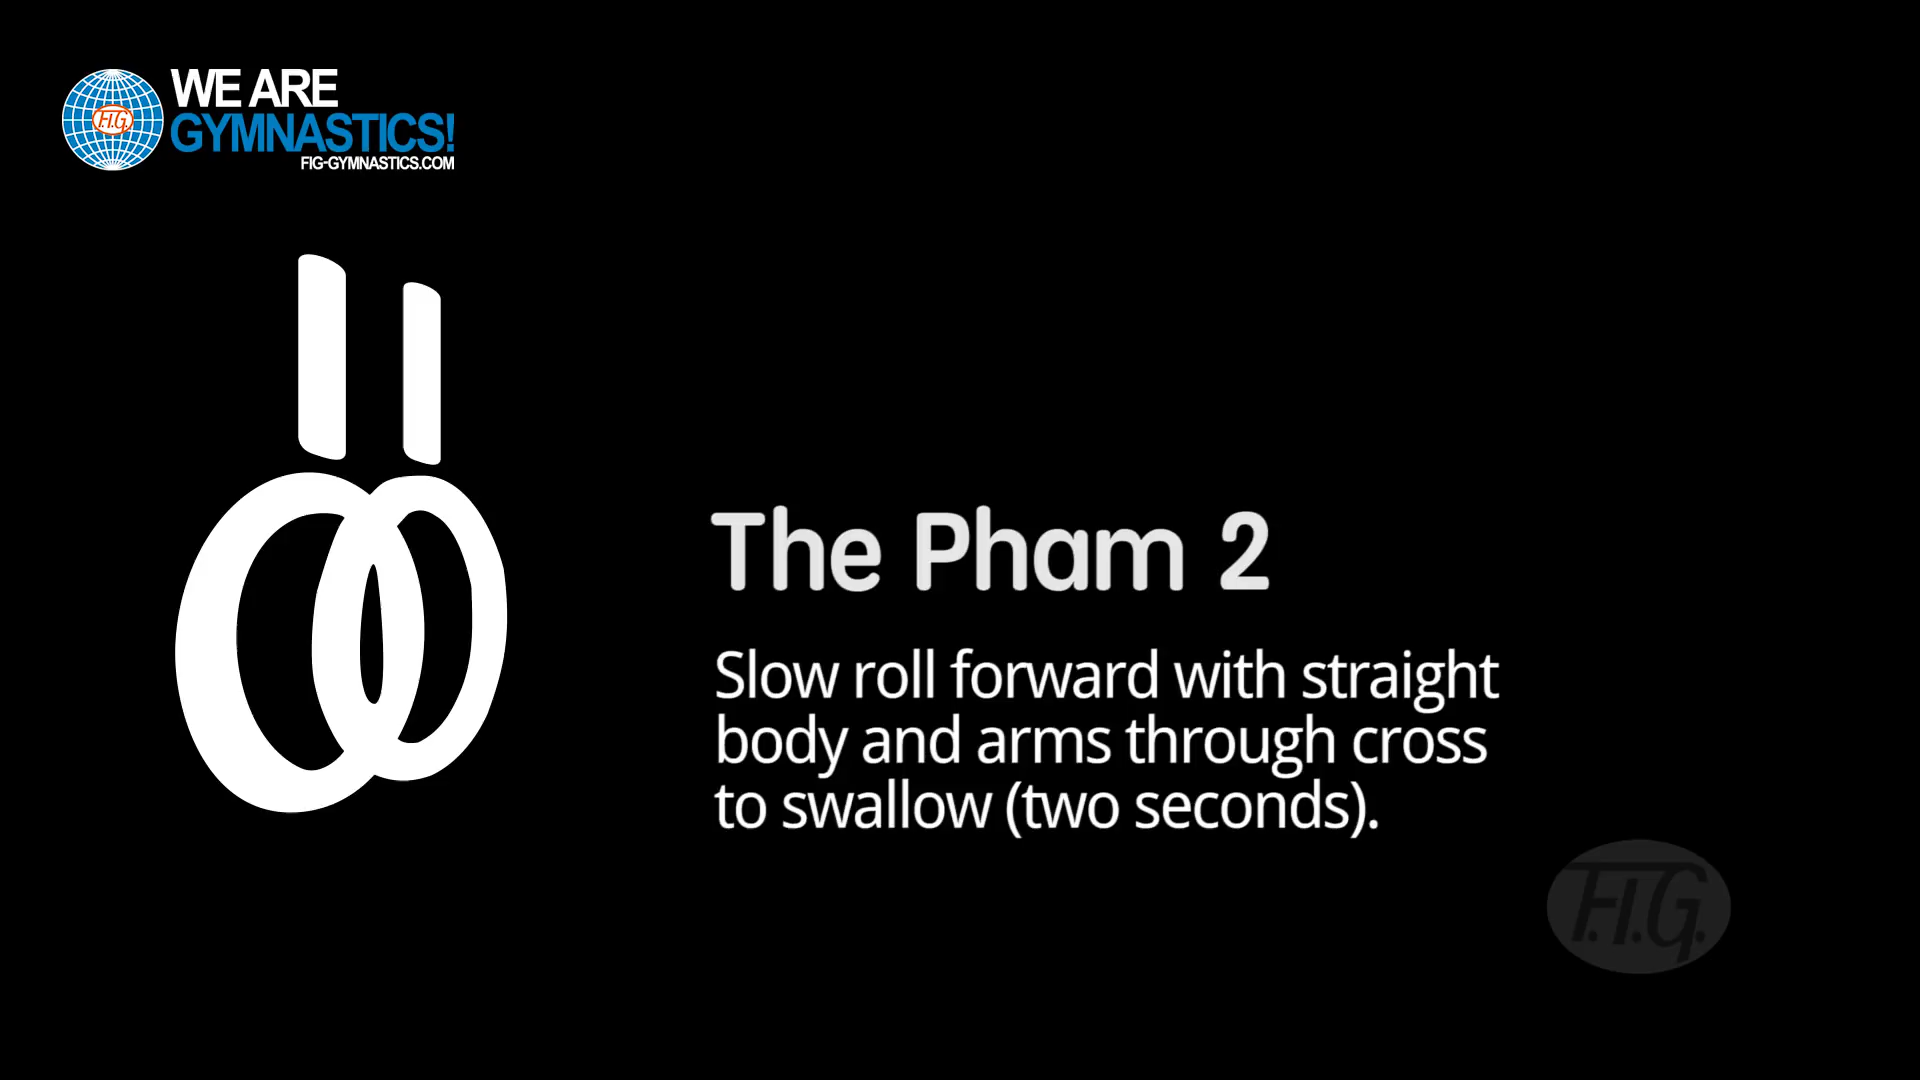 F.I.G.
WE ARE
GYMNASTICS!
FIG-GYMNASTICS.COM
The Pham 2
Slow roll forward with straight
body and arms through cross
to swallow (two seconds).
F.I.G.